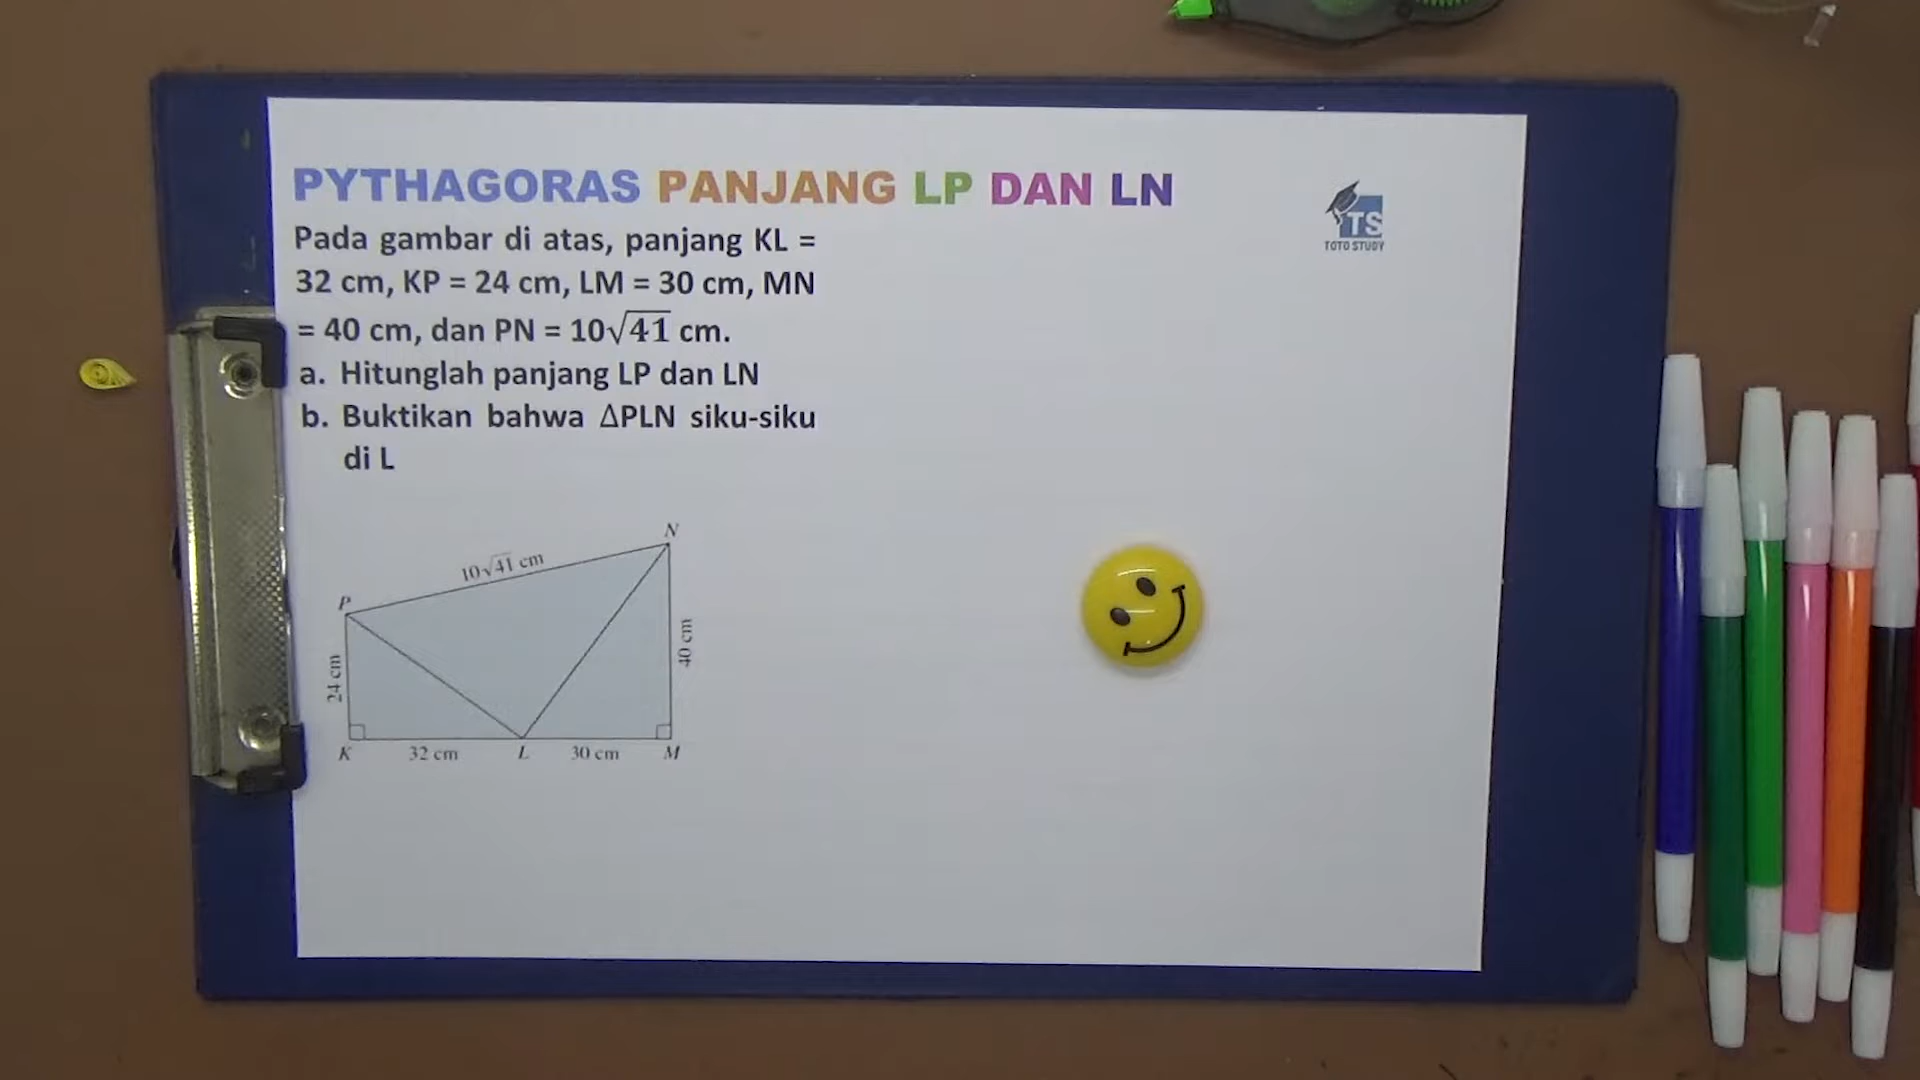 PYTHAGORAS PANJANG LP DAN LN
TS
TOTO STUDY
Pada gambar di atas, panjang KL =
32 cm, KP = 24 cm, LM = 30 cm, MN
= 40 cm, dan PN = 10√41 cm.
a. Hitunglah panjang LP dan LN
b. Buktikan bahwa ΔPLN siku-siku
di L
N
10√41 cm
P
24 cm
40 cm
K 32 cm L 30 cm M